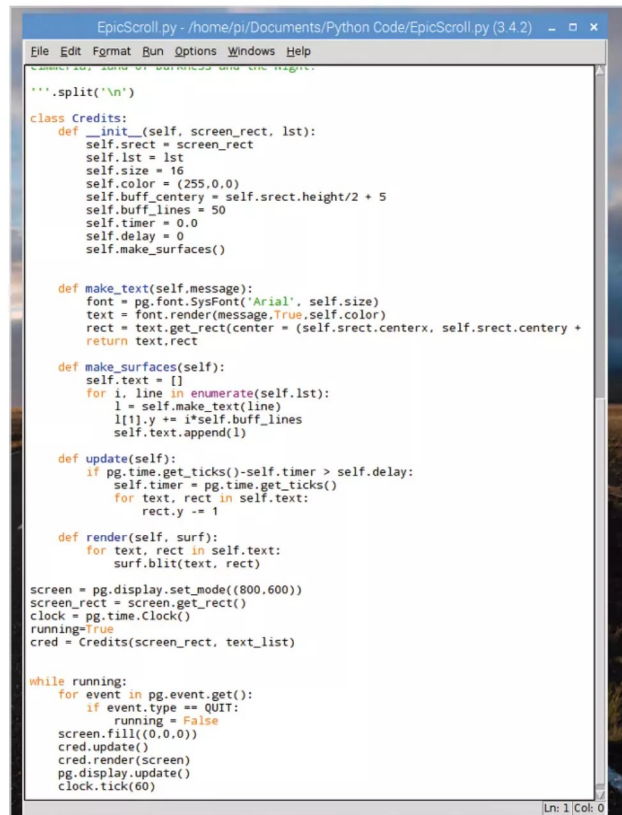 EpicScroll.py - /home/pi/Documents/Python Code/EpicScroll.py (3.4.2)
File Edit Format Run Options Windows Help
'''.split('\n')
class Credits:
    def __init__(self, screen_rect, lst):
        self.srect = screen_rect
        self.lst = lst
        self.size = 16
        self.color = (255,0,0)
        self.buff_centery = self.srect.height/2 + 5
        self.buff_lines = 50
        self.timer = 0.0
        self.delay = 0
        self.make_surfaces()
    def make_text(self,message):
        font = pg.font.SysFont('Arial', self.size)
        text = font.render(message,True,self.color)
        rect = text.get_rect(center = (self.srect.centerx, self.srect.centery +
        return text,rect
    def make_surfaces(self):
        self.text = []
        for i, line in enumerate(self.lst):
            l = self.make_text(line)
            l[1].y += i*self.buff_lines
            self.text.append(l)
    def update(self):
        if pg.time.get_ticks()-self.timer > self.delay:
            self.timer = pg.time.get_ticks()
            for text, rect in self.text:
                rect.y -= 1
    def render(self, surf):
        for text, rect in self.text:
            surf.blit(text, rect)
screen = pg.display.set_mode((800,600))
screen_rect = screen.get_rect()
clock = pg.time.Clock()
running=True
cred = Credits(screen_rect, text_list)
while running:
    for event in pg.event.get():
        if event.type == QUIT:
            running = False
    screen.fill((0,0,0))
    cred.update()
    cred.render(screen)
    pg.display.update()
    clock.tick(60)
Ln: 1 Col: 0